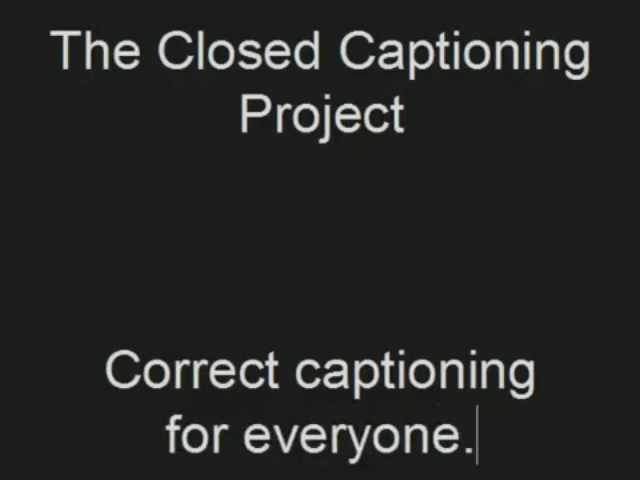 The Closed Captioning
Project
Correct captioning
for everyone.